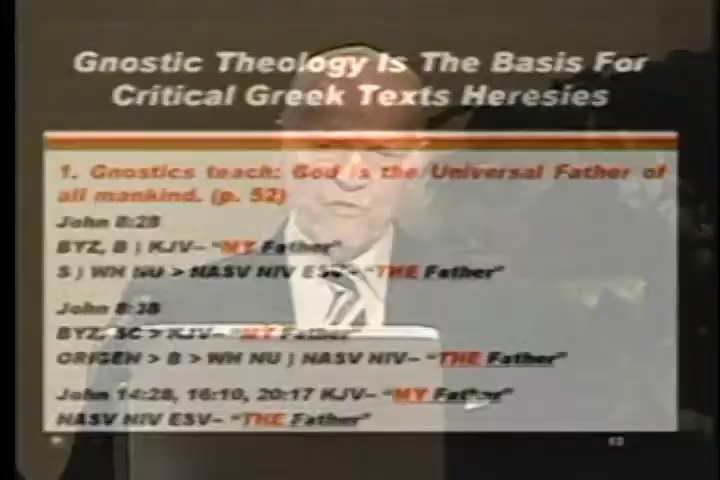 Gnostic Theology Is The Basis For
Critical Greek Texts Heresies
1. Gnostics teach: God is the Universal Father of
all mankind. (p. 52)
John 8:28
BYZ, B ) KJV– “MY Father”
S ) WH NU > NASV NIV ESV– “THE Father”
John 8:38
BYZ, SC > KJV– “MY Father”
ORIGEN > B > WH NU ) NASV NIV– “THE Father”
John 14:28, 16:10, 20:17 KJV– “MY Father”
NASV NIV ESV– “THE Father”